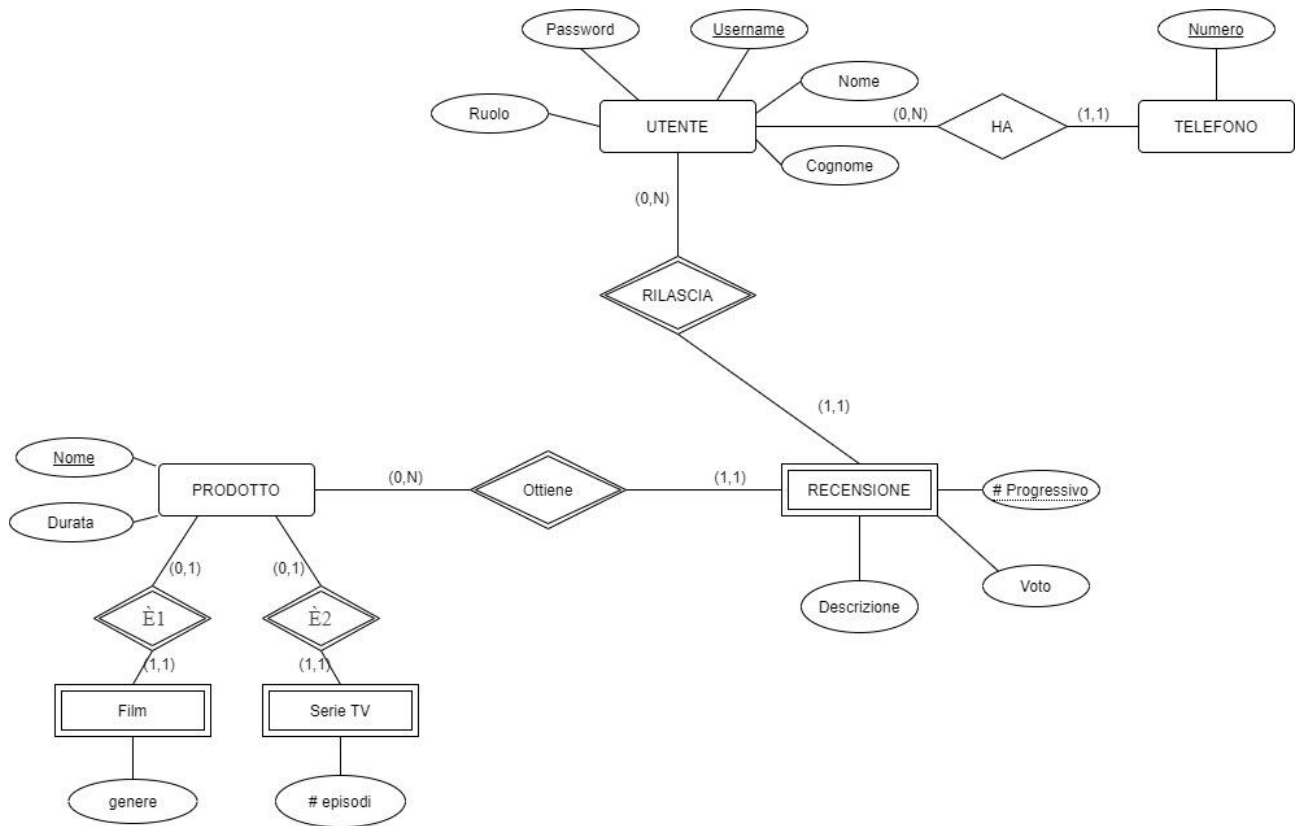 Password
Username
Numero
Nome
Ruolo
UTENTE
(0,N)
HA
(1,1)
TELEFONO
Cognome
(0,N)
RILASCIA
(1,1)
Nome
PRODOTTO
(0,N)
Ottiene
(1,1)
RECENSIONE
# Progressivo
Durata
(0,1)
(0,1)
Voto
Descrizione
È1
È2
(1,1)
(1,1)
Film
Serie TV
genere
# episodi